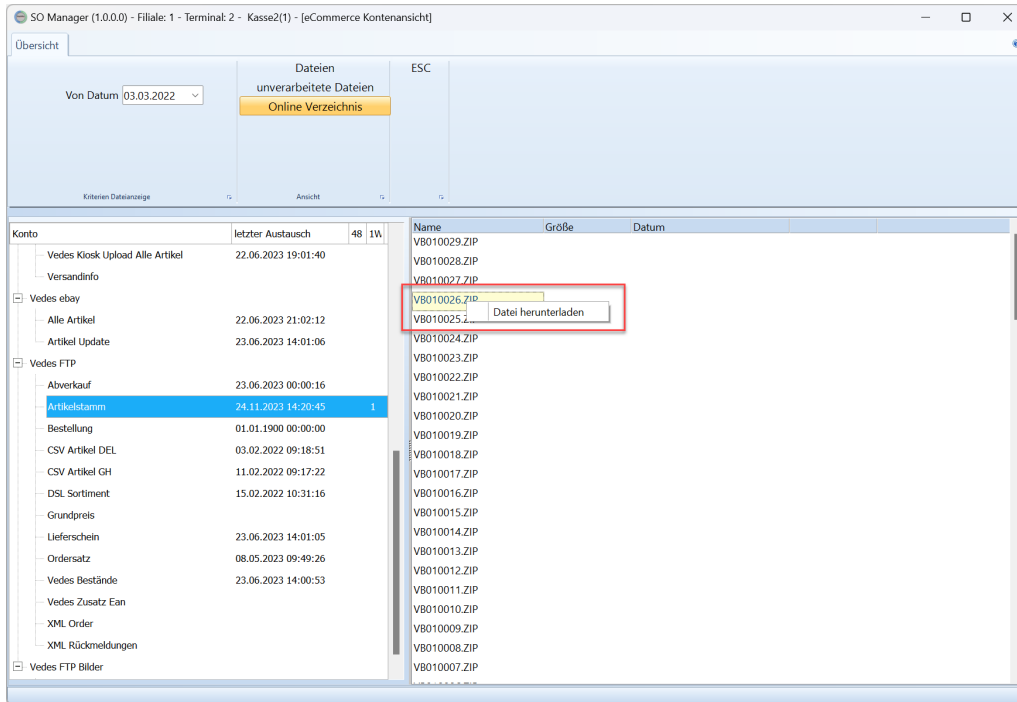 SO Manager (1.0.0.0) - Filiale: 1 - Terminal: 2 - Kasse2(1) - [eCommerce Kontenansicht]
Übersicht
Von Datum 03.03.2022
Kriterien Dateianzeige
Dateien
unverarbeitete Dateien
Online Verzeichnis
Ansicht
ESC
Konto letzter Austausch 48 1W
Vedes Kiosk Upload Alle Artikel 22.06.2023 19:01:40
Versandinfo
Vedes ebay
Alle Artikel 22.06.2023 21:02:12
Artikel Update 23.06.2023 14:01:06
Vedes FTP
Abverkauf 23.06.2023 00:00:16
Artikelstamm 24.11.2023 14:20:45 1
Bestellung 01.01.1900 00:00:00
CSV Artikel DEL 03.02.2022 09:18:51
CSV Artikel GH 11.02.2022 09:17:22
DSL Sortiment 15.02.2022 10:31:16
Grundpreis
Lieferschein 23.06.2023 14:01:05
Ordersatz 08.05.2023 09:49:26
Vedes Bestände 23.06.2023 14:00:53
Vedes Zusatz Ean
XML Order
XML Rückmeldungen
Vedes FTP Bilder
Name Größe Datum
VB010029.ZIP
VB010028.ZIP
VB010027.ZIP
VB010026.ZIP
Datei herunterladen
VB010025.Z
VB010024.ZIP
VB010023.ZIP
VB010022.ZIP
VB010021.ZIP
VB010020.ZIP
VB010019.ZIP
VB010018.ZIP
VB010017.ZIP
VB010016.ZIP
VB010015.ZIP
VB010014.ZIP
VB010013.ZIP
VB010012.ZIP
VB010011.ZIP
VB010010.ZIP
VB010009.ZIP
VB010008.ZIP
VB010007.ZIP